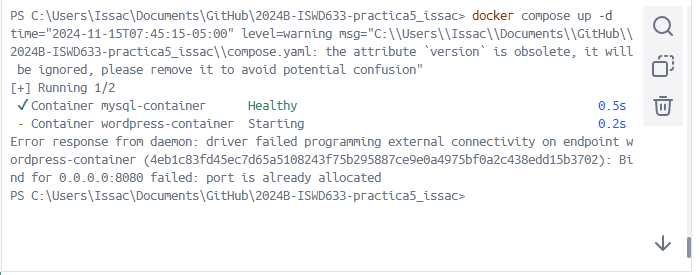 PS C:\Users\Issac\Documents\GitHub\2024B-ISWD633-practica5_issac> docker compose up -d
time="2024-11-15T07:45:15-05:00" level=warning msg="C:\\Users\\Issac\\Documents\\GitHub\\
2024B-ISWD633-practica5_issac\\compose.yaml: the attribute `version` is obsolete, it will
be ignored, please remove it to avoid potential confusion"
[+] Running 1/2
✔Container mysql-container Healthy 0.5s
- Container wordpress-container Starting 0.2s
Error response from daemon: driver failed programming external connectivity on endpoint w
ordpress-container (4eb1c83fd45ec7d65a5108243f75b295887ce9e0a4975bf0a2c438edd15b3702): Bi
nd for 0.0.0.0:8080 failed: port is already allocated
PS C:\Users\Issac\Documents\GitHub\2024B-ISWD633-practica5_issac>